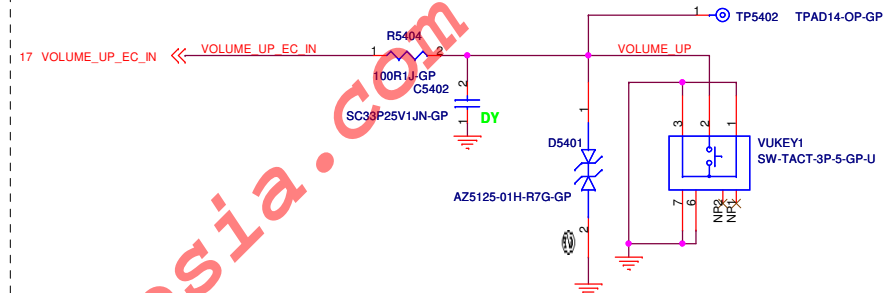 1 TP5402 TPAD14-OP-GP
R5404
17 VOLUME_UP_EC_IN VOLUME_UP_EC_IN 1 2 VOLUME_UP
100R1J-GP
C5402
2
SC33P25V1JN-GP DY
1
1
3 2 1
D5401
VUKEY1
SW-TACT-3P-5-GP-U
AZ5125-01H-R7G-GP
7 6 NP2 NP1
2
osia.com